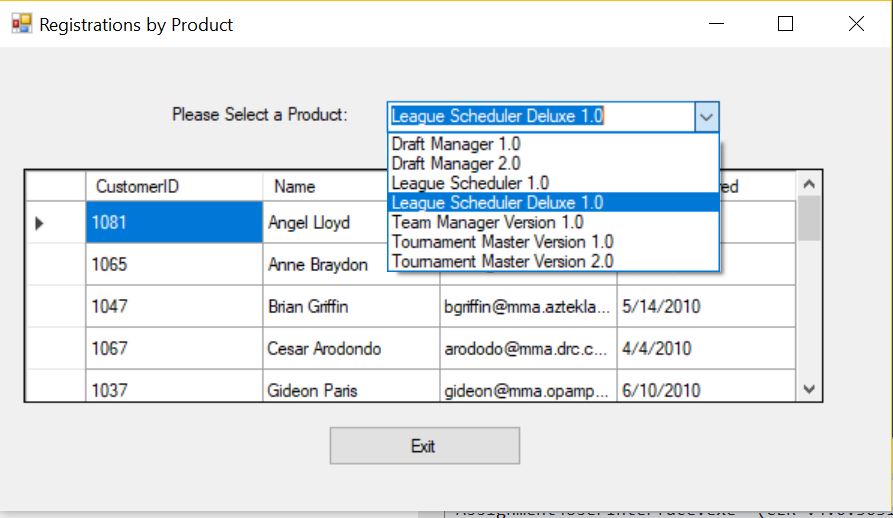 Registrations by Product
Please Select a Product: League Scheduler Deluxe 1.0
Draft Manager 1.0
Draft Manager 2.0
League Scheduler 1.0
League Scheduler Deluxe 1.0
Team Manager Version 1.0
Tournament Master Version 1.0
Tournament Master Version 2.0
CustomerID Name
1081 Angel Lloyd
1065 Anne Braydon
1047 Brian Griffin bgriffin@mma.aztekla... 5/14/2010
1067 Cesar Arodondo arododo@mma.drc.c... 4/4/2010
1037 Gideon Paris gideon@mma.opamp... 6/10/2010
Exit